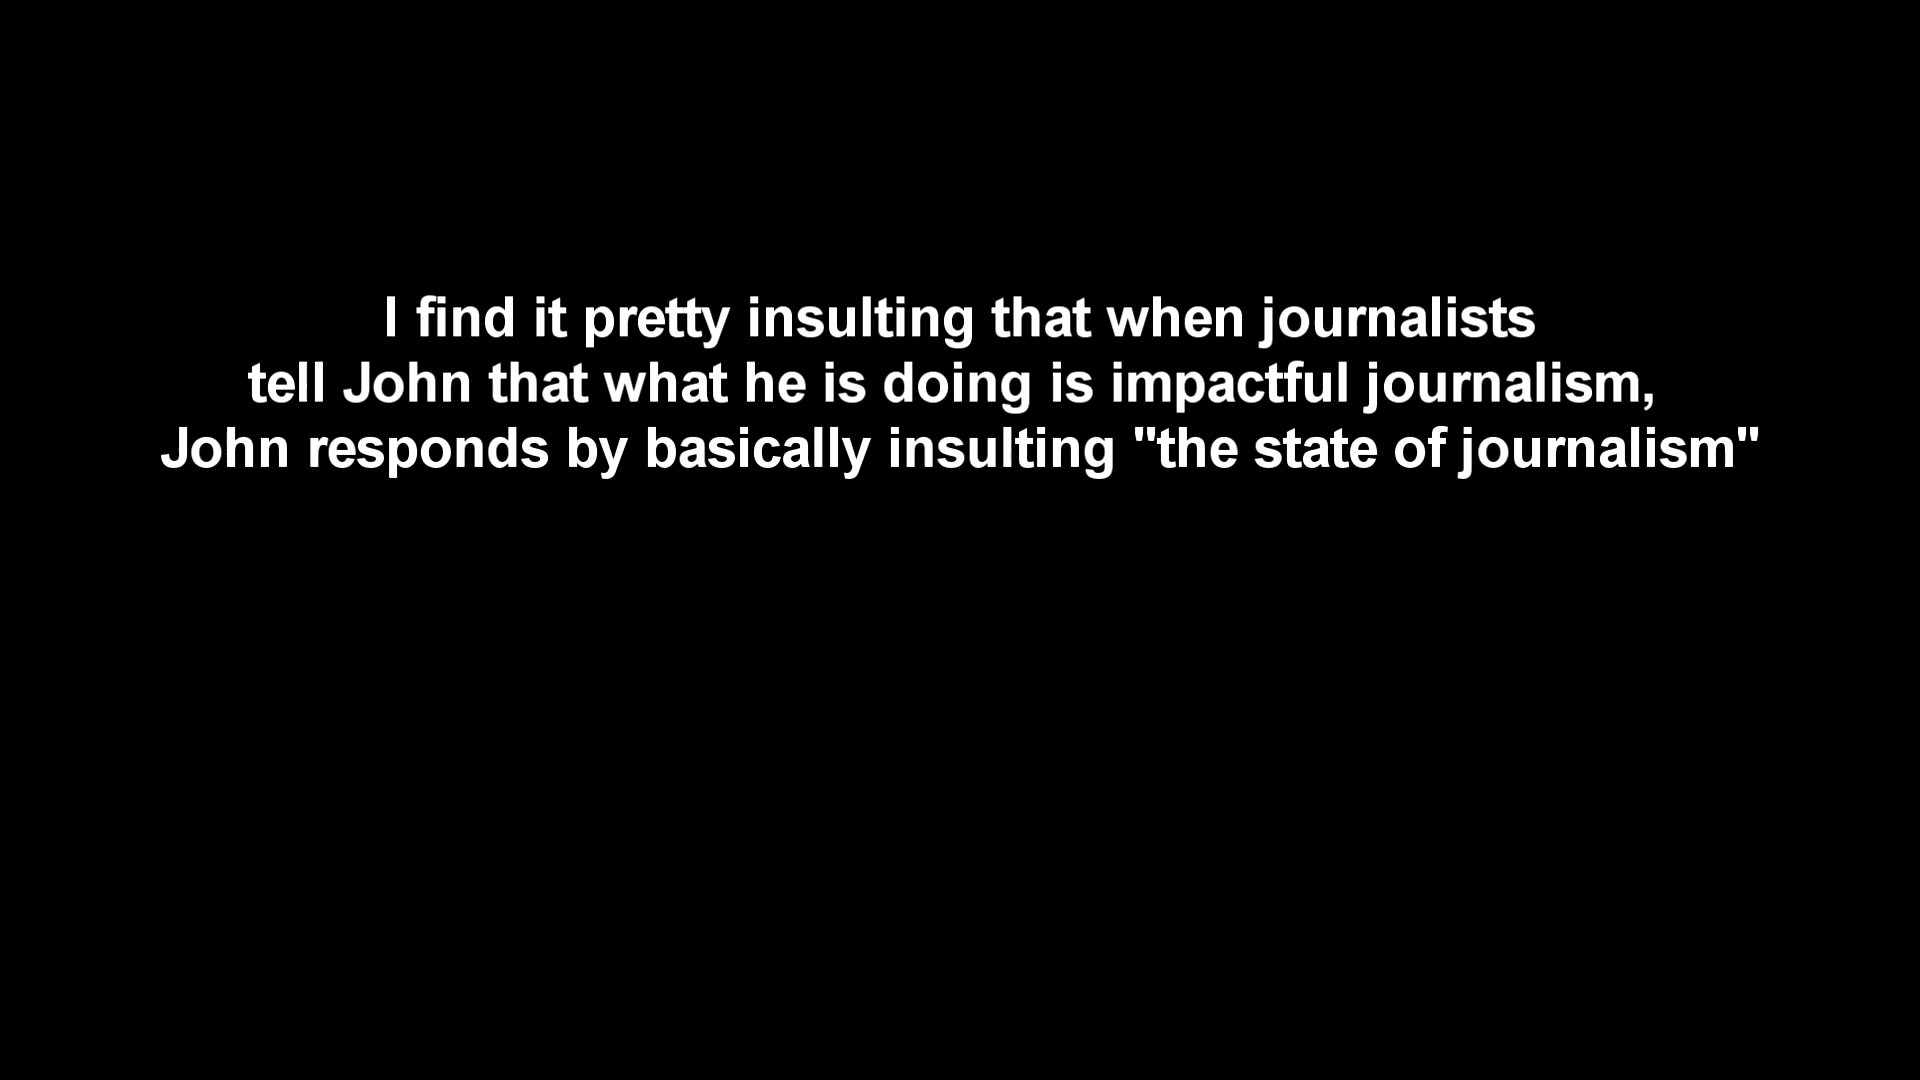 I find it pretty insulting that when journalists
tell John that what he is doing is impactful journalism,
John responds by basically insulting "the state of journalism"